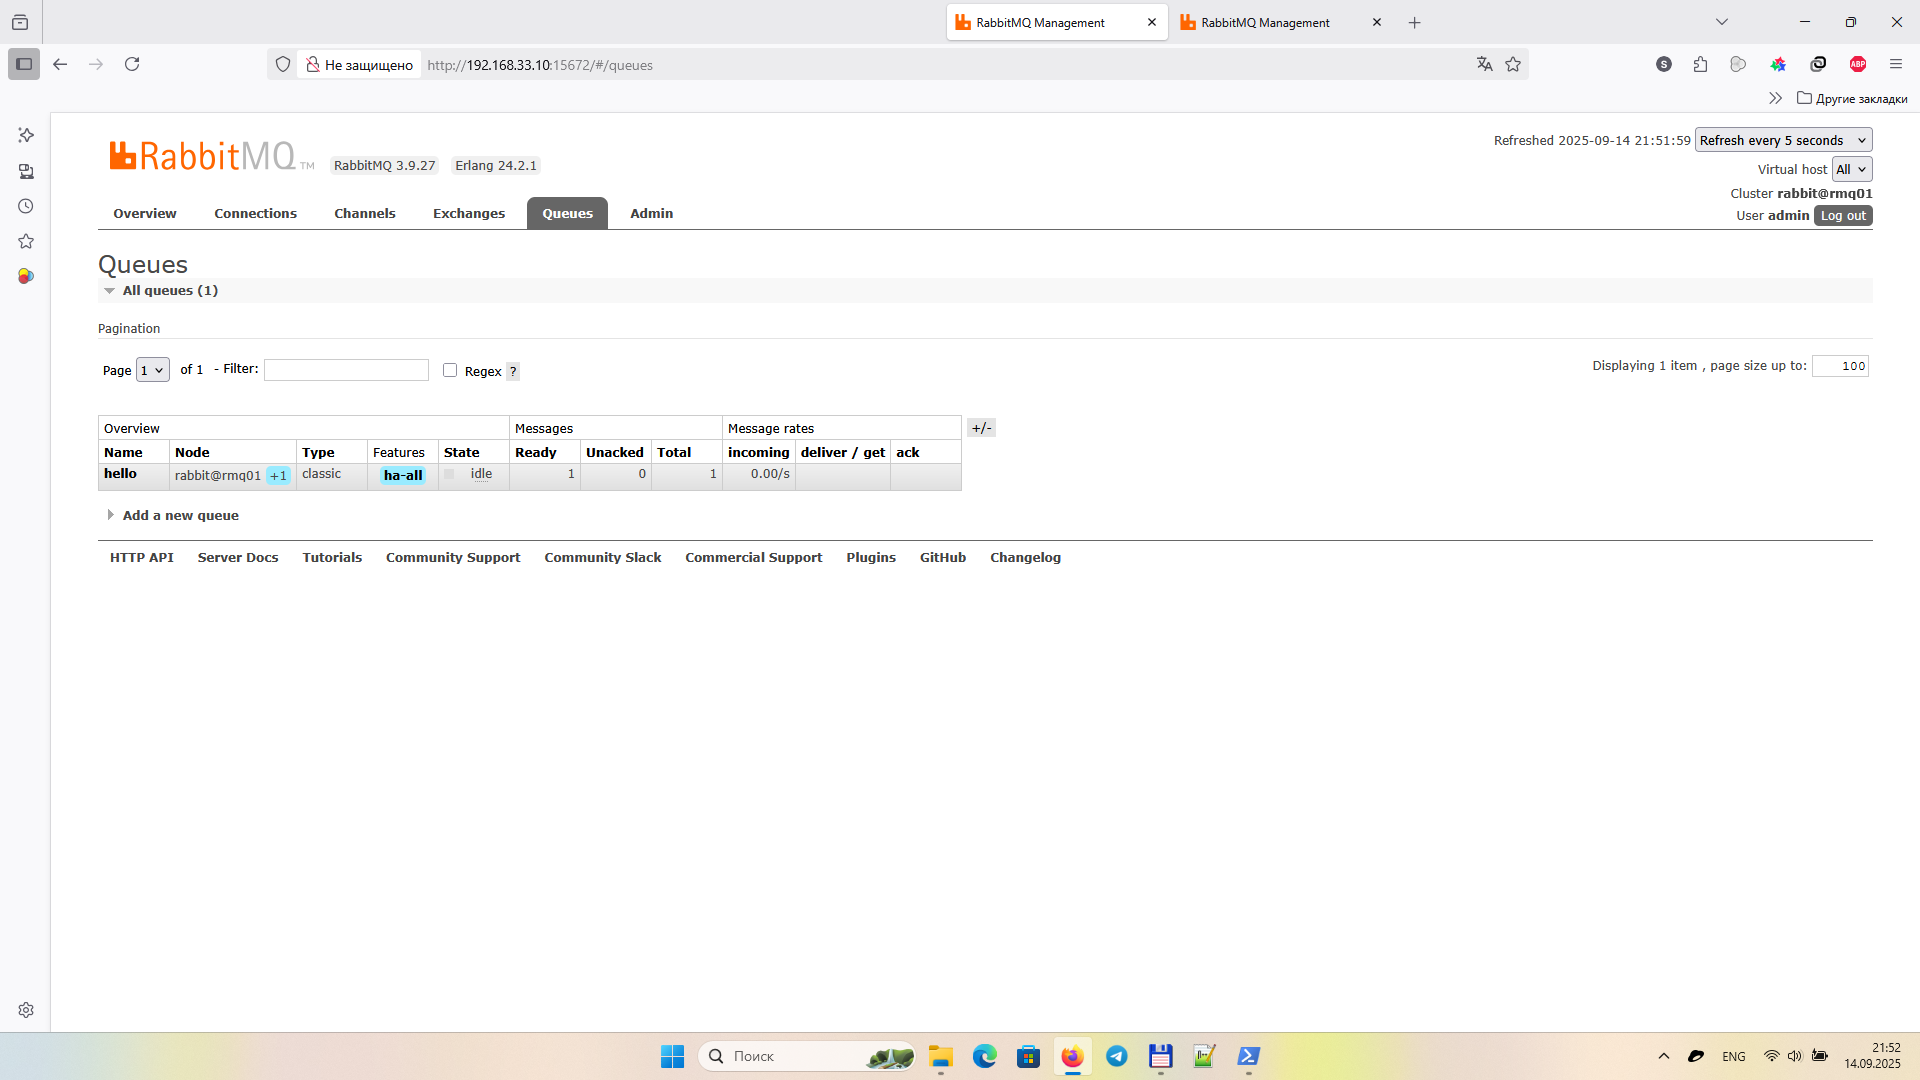 RabbitMQ Management
RabbitMQ Management
Не защищено
http://192.168.33.10:15672/#/queues
S
ABP
Другие закладки
RabbitMQ TM
RabbitMQ 3.9.27
Erlang 24.2.1
Refreshed 2025-09-14 21:51:59
Refresh every 5 seconds
Virtual host
All
Cluster rabbit@rmq01
User admin
Log out
Overview
Connections
Channels
Exchanges
Queues
Admin
Queues
All queues (1)
Pagination
Page 1 of 1 - Filter:
Regex ?
Displaying 1 item , page size up to: 100
Overview Messages Message rates +/-
Name Node Type Features State Ready Unacked Total incoming deliver / get ack
hello rabbit@rmq01 +1 classic ha-all idle 1 0 1 0.00/s
Add a new queue
HTTP API Server Docs Tutorials Community Support Community Slack Commercial Support Plugins GitHub Changelog
Поиск
ENG
21:52
14.09.2025